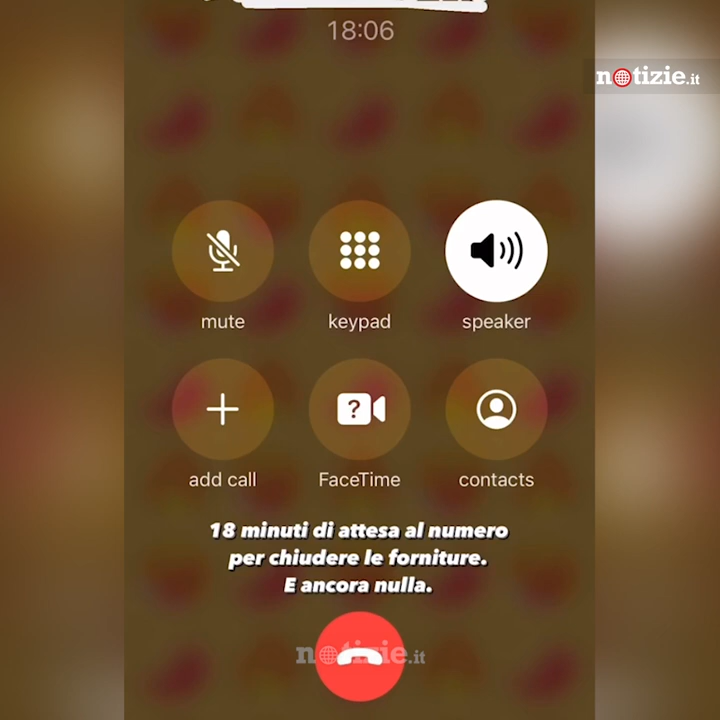 18:06
notizie.it
mute
keypad
speaker
?
add call
FaceTime
contacts
18 minuti di attesa al numero
per chiudere le forniture.
E ancora nulla.
notizie.it